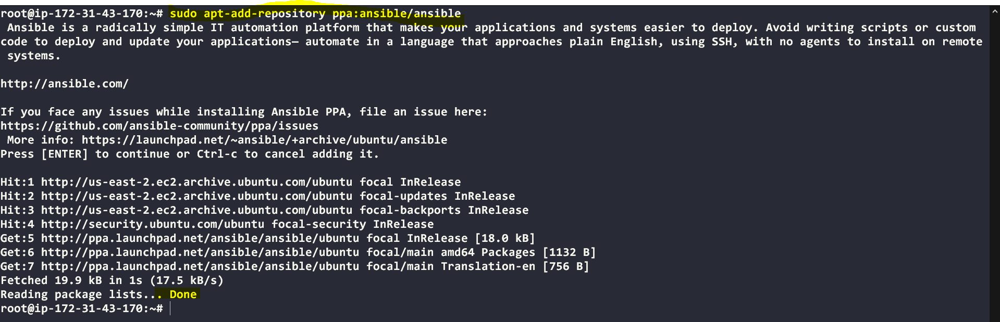 root@ip-172-31-43-170:~# sudo apt-add-repository ppa:ansible/ansible
 Ansible is a radically simple IT automation platform that makes your applications and systems easier to deploy. Avoid writing scripts or custom
code to deploy and update your applications— automate in a language that approaches plain English, using SSH, with no agents to install on remote
 systems.

http://ansible.com/

If you face any issues while installing Ansible PPA, file an issue here:
https://github.com/ansible-community/ppa/issues
 More info: https://launchpad.net/~ansible/+archive/ubuntu/ansible
Press [ENTER] to continue or Ctrl-c to cancel adding it.

Hit:1 http://us-east-2.ec2.archive.ubuntu.com/ubuntu focal InRelease
Hit:2 http://us-east-2.ec2.archive.ubuntu.com/ubuntu focal-updates InRelease
Hit:3 http://us-east-2.ec2.archive.ubuntu.com/ubuntu focal-backports InRelease
Hit:4 http://security.ubuntu.com/ubuntu focal-security InRelease
Get:5 http://ppa.launchpad.net/ansible/ansible/ubuntu focal InRelease [18.0 kB]
Get:6 http://ppa.launchpad.net/ansible/ansible/ubuntu focal/main amd64 Packages [1132 B]
Get:7 http://ppa.launchpad.net/ansible/ansible/ubuntu focal/main Translation-en [756 B]
Fetched 19.9 kB in 1s (17.5 kB/s)
Reading package lists... Done
root@ip-172-31-43-170:~#